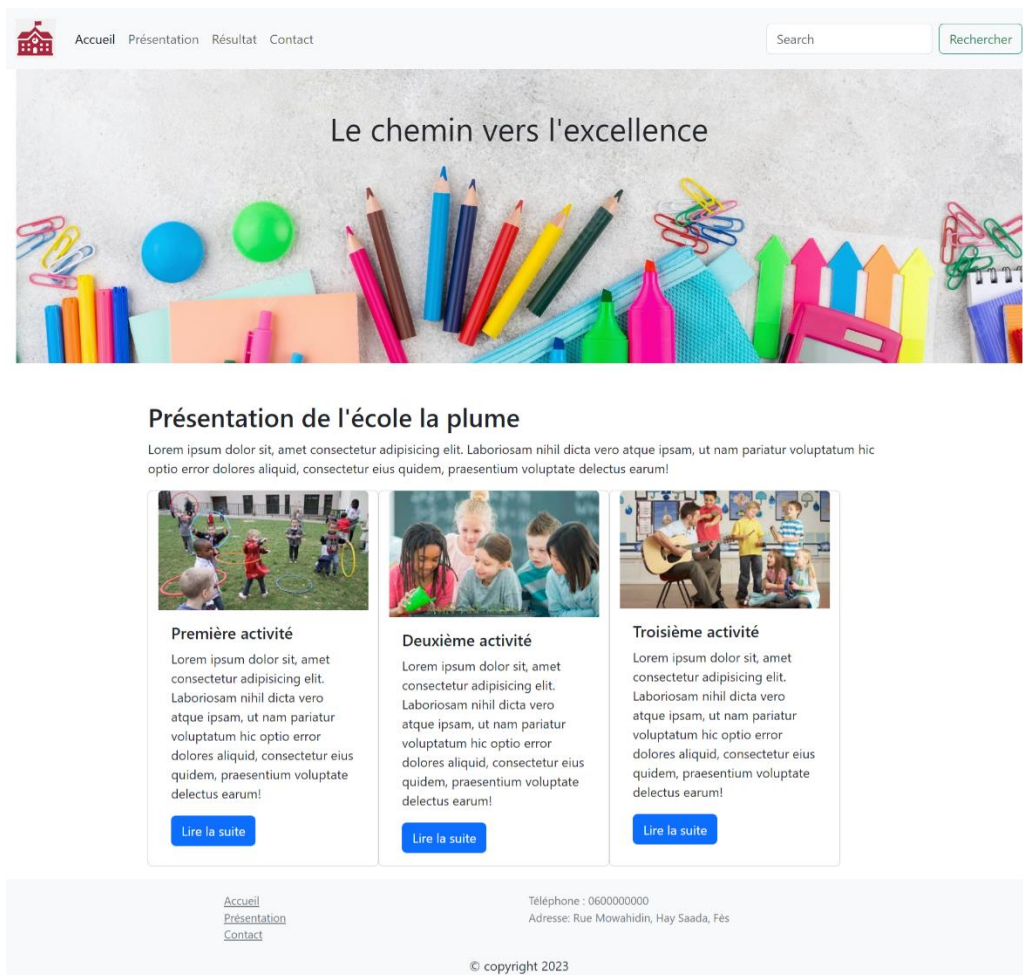 Accueil Présentation Résultat Contact Search Rechercher
Le chemin vers l'excellence
Présentation de l'école la plume
Lorem ipsum dolor sit, amet consectetur adipisicing elit. Laboriosam nihil dicta vero atque ipsam, ut nam pariatur voluptatum hic
optio error dolores aliquid, consectetur eius quidem, praesentium voluptate delectus earum!
Première activité
Lorem ipsum dolor sit, amet
consectetur adipisicing elit.
Laboriosam nihil dicta vero
atque ipsam, ut nam pariatur
voluptatum hic optio error
dolores aliquid, consectetur eius
quidem, praesentium voluptate
delectus earum!
Lire la suite
Deuxième activité
Lorem ipsum dolor sit, amet
consectetur adipisicing elit.
Laboriosam nihil dicta vero
atque ipsam, ut nam pariatur
voluptatum hic optio error
dolores aliquid, consectetur eius
quidem, praesentium voluptate
delectus earum!
Lire la suite
Troisième activité
Lorem ipsum dolor sit, amet
consectetur adipisicing elit.
Laboriosam nihil dicta vero
atque ipsam, ut nam pariatur
voluptatum hic optio error
dolores aliquid, consectetur eius
quidem, praesentium voluptate
delectus earum!
Lire la suite
Accueil
Présentation
Contact
Téléphone : 0600000000
Adresse: Rue Mowahidin, Hay Saada, Fès
© copyright 2023